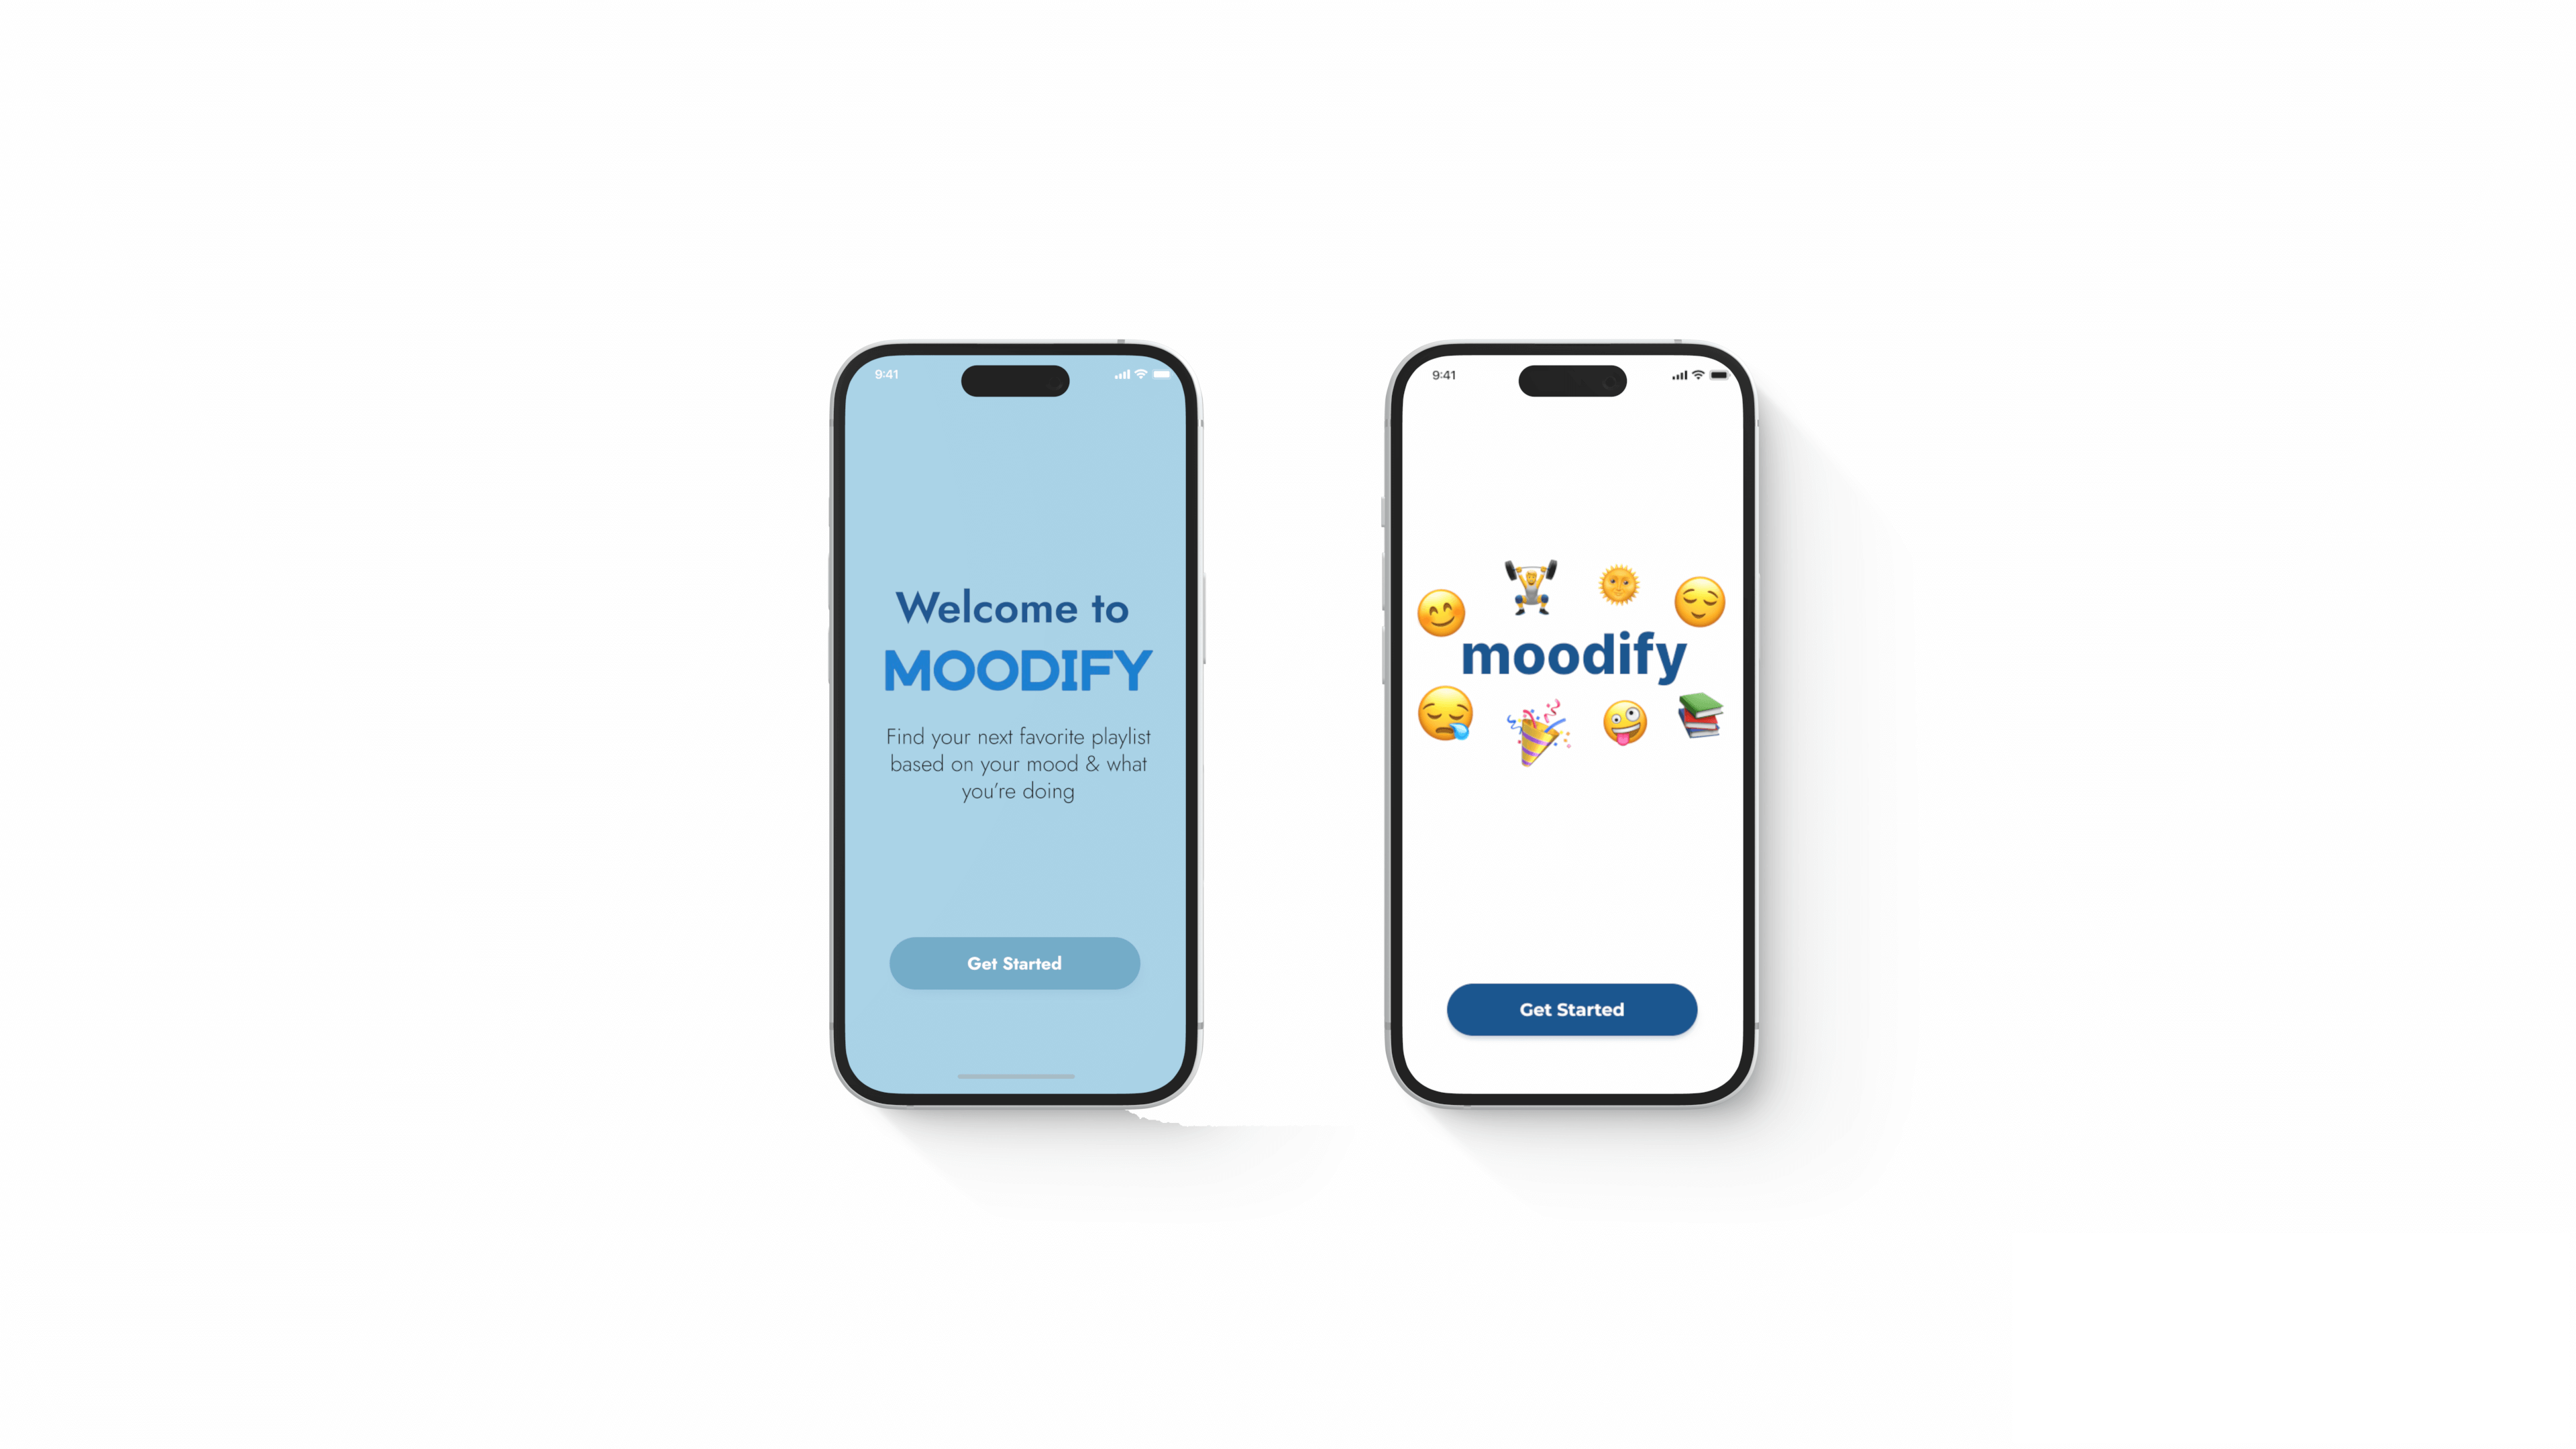 9:41
Welcome to
MOODIFY
Find your next favorite playlist
based on your mood & what
you're doing
Get Started
9:41
moodify
Get Started